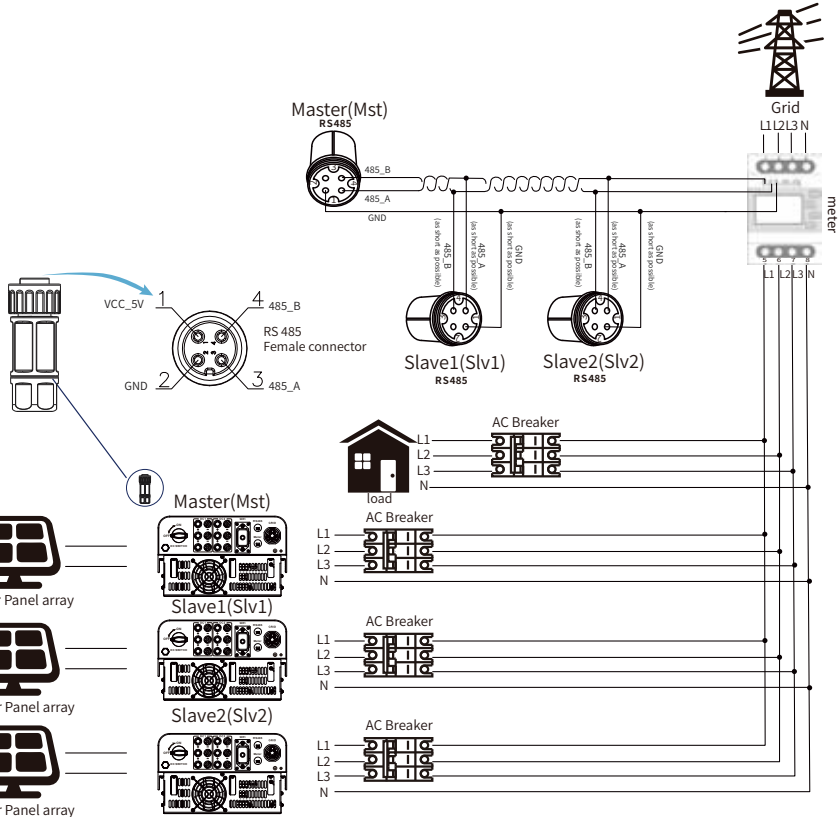 Grid
L1L2L3 N
Master(Mst)
RS485
485_B
485_A
GND
meter
485_B
(as short as possible)
485_A
(as short as possible)
GND
(as short as possible)
485_B
(as short as possible)
485_A
(as short as possible)
GND
(as short as possible)
5 6 7 8
L1 L2L3 N
VCC_5V
1
4
485_B
RS 485
Female connector
GND
2
3
485_A
Slave1(Slv1)
RS485
Slave2(Slv2)
RS485
AC Breaker
L1
L2
L3
N
load
Master(Mst)
AC Breaker
L1
L2
L3
N
Panel array
Slave1(Slv1)
AC Breaker
L1
L2
L3
N
Panel array
Slave2(Slv2)
AC Breaker
L1
L2
L3
N
Panel array